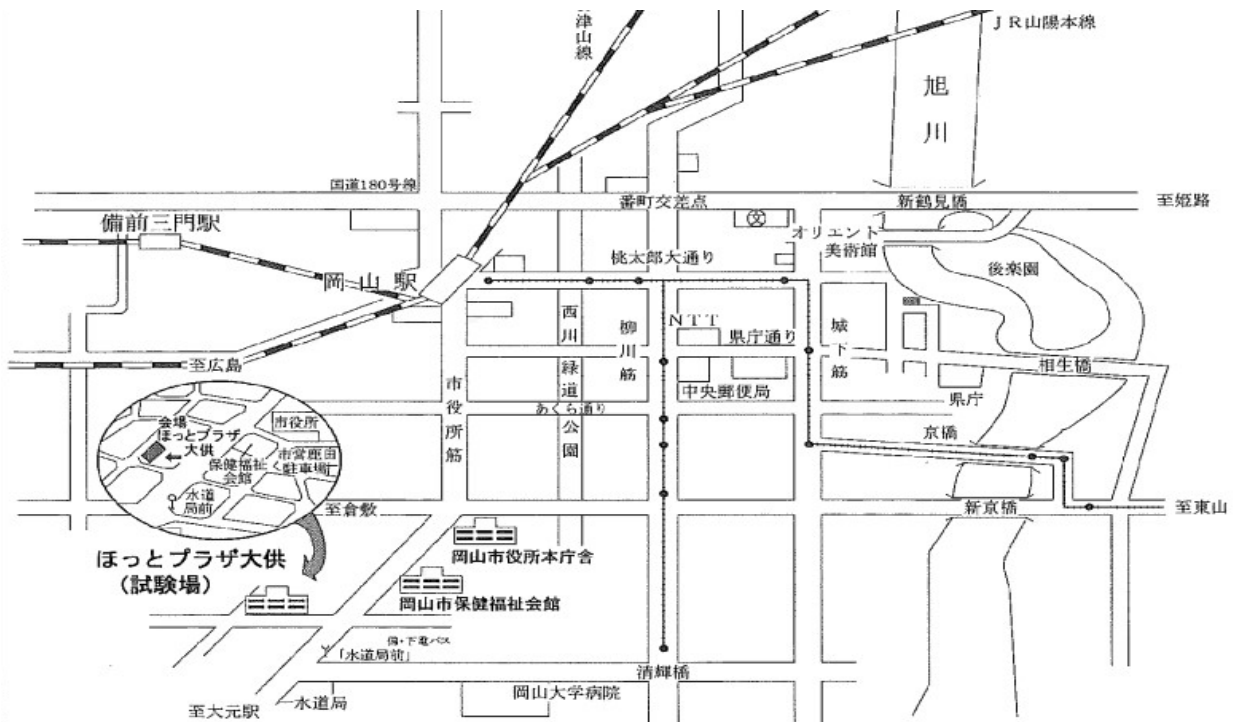 津山線
JR山陽本線
旭川
国道180号線
番町交差点
新鶴見橋
至姫路
備前三門駅
文
オリエント
美術館
桃太郎大通り
後楽園
岡山駅
西川緑道公園
柳川筋
NTT
県庁通り
城下筋
至広島
相生橋
市役所筋
中央郵便局
県庁
あくら通り
会場
ほっとプラザ
大供
市役所
保健福祉
会館
市営鹿田
駐車場
水道
局前
京橋
至倉敷
新京橋
至東山
ほっとプラザ大供
(試験場)
岡山市役所本庁舎
岡山市保健福祉会館
備・下電バス
「水道局前」
清輝橋
水道局
岡山大学病院
至大元駅